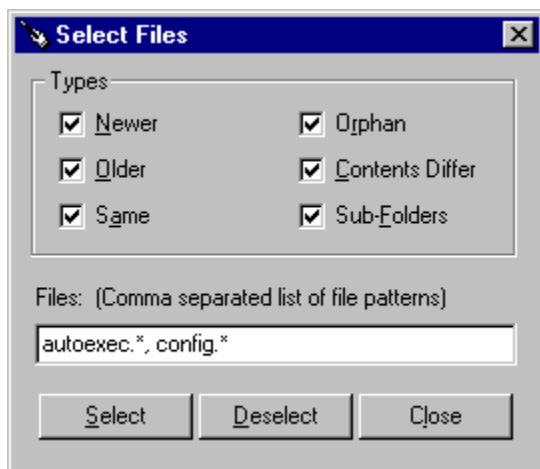 Select Files
Types
Newer Orphan
Older Contents Differ
Same Sub-Folders
Files: (Comma separated list of file patterns)
autoexec.*, config.*
Select Deselect Close